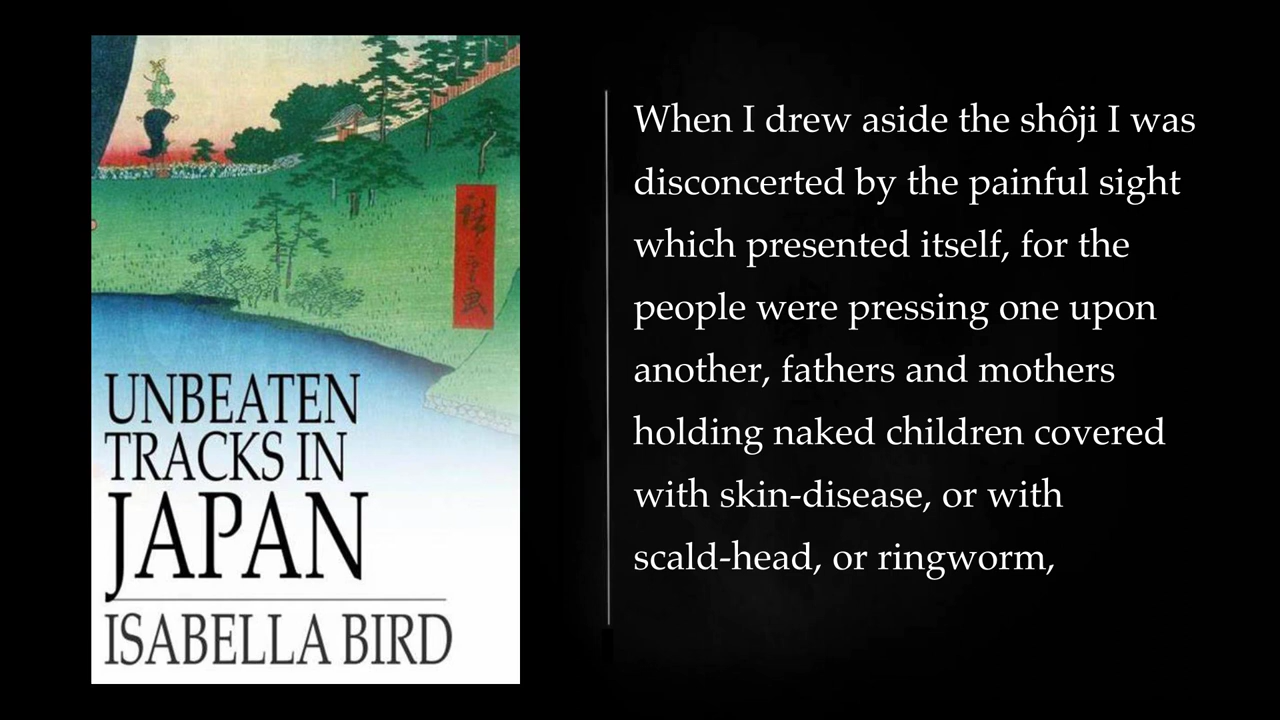 UNBEATEN
TRACKS IN
JAPAN
ISABELLA BIRD
When I drew aside the shôji I was
disconcerted by the painful sight
which presented itself, for the
people were pressing one upon
another, fathers and mothers
holding naked children covered
with skin-disease, or with
scald-head, or ringworm,